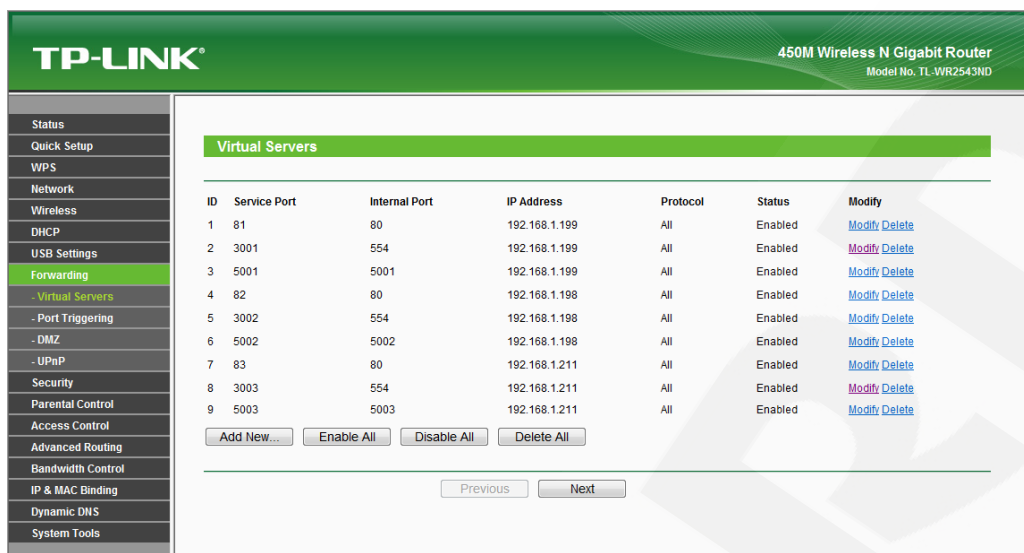 TP-LINK®
450M Wireless N Gigabit Router
Model No. TL-WR2543ND
Status
Quick Setup
WPS
Network
Wireless
DHCP
USB Settings
Forwarding
- Virtual Servers
- Port Triggering
- DMZ
- UPnP
Security
Parental Control
Access Control
Advanced Routing
Bandwidth Control
IP & MAC Binding
Dynamic DNS
System Tools
Virtual Servers
ID Service Port Internal Port IP Address Protocol Status Modify
1 81 80 192.168.1.199 All Enabled Modify Delete
2 3001 554 192.168.1.199 All Enabled Modify Delete
3 5001 5001 192.168.1.199 All Enabled Modify Delete
4 82 80 192.168.1.198 All Enabled Modify Delete
5 3002 554 192.168.1.198 All Enabled Modify Delete
6 5002 5002 192.168.1.198 All Enabled Modify Delete
7 83 80 192.168.1.211 All Enabled Modify Delete
8 3003 554 192.168.1.211 All Enabled Modify Delete
9 5003 5003 192.168.1.211 All Enabled Modify Delete
Add New... Enable All Disable All Delete All
Previous Next